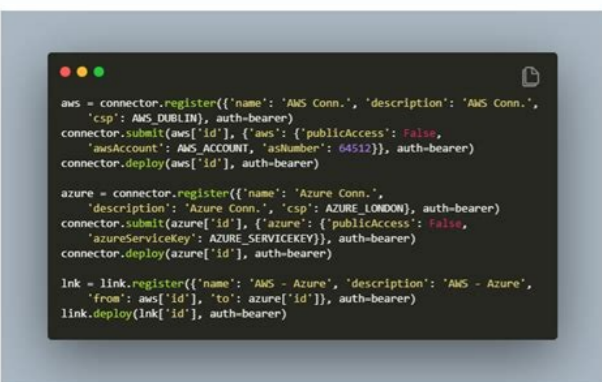 aws = connector.register({'name': 'AWS Conn.', 'description': 'AWS Conn.',
    'csp': AWS_DUBLIN}, auth=bearer)
connector.submit(aws['id'], {'aws': {'publicAccess': False,
    'awsAccount': AWS_ACCOUNT, 'asNumber': 64512}}, auth=bearer)
connector.deploy(aws['id'], auth=bearer)

azure = connector.register({'name': 'Azure Conn.',
    'description': 'Azure Conn.', 'csp': AZURE_LONDON}, auth=bearer)
connector.submit(azure['id'], {'azure': {'publicAccess': False,
    'azureServiceKey': AZURE_SERVICEKEY}}, auth=bearer)
connector.deploy(azure['id'], auth=bearer)

lnk = link.register({'name': 'AWS - Azure', 'description': 'AWS - Azure',
    'from': aws['id'], 'to': azure['id']}, auth=bearer)
link.deploy(lnk['id'], auth=bearer)